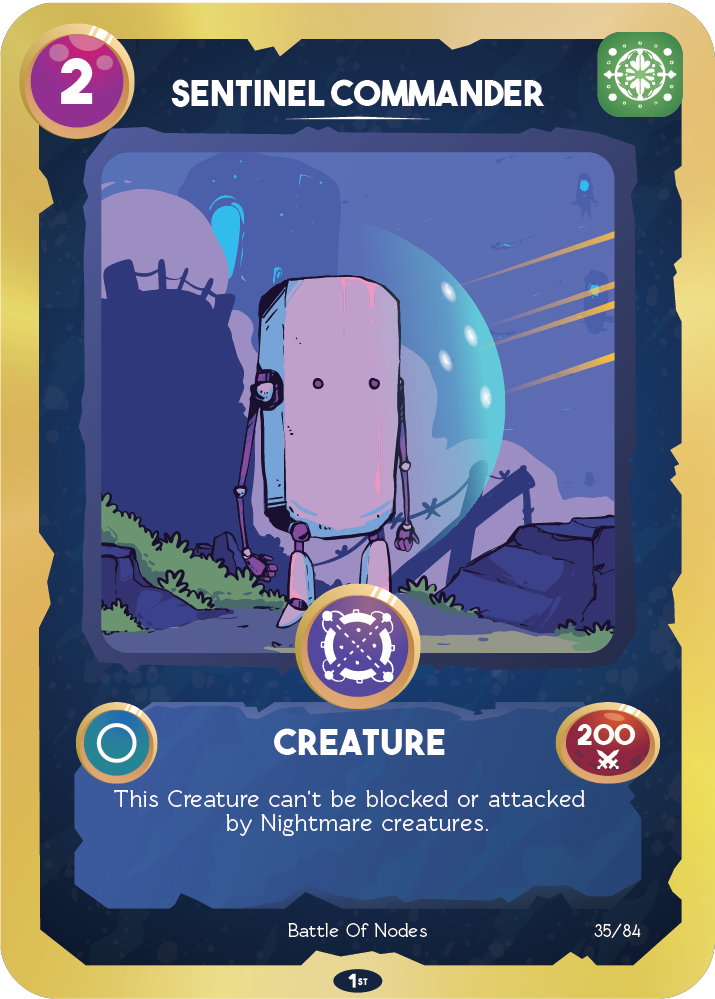 2
SENTINEL COMMANDER
CREATURE
200
This Creature can't be blocked or attacked
by Nightmare creatures.
Battle Of Nodes
35/84
1ST